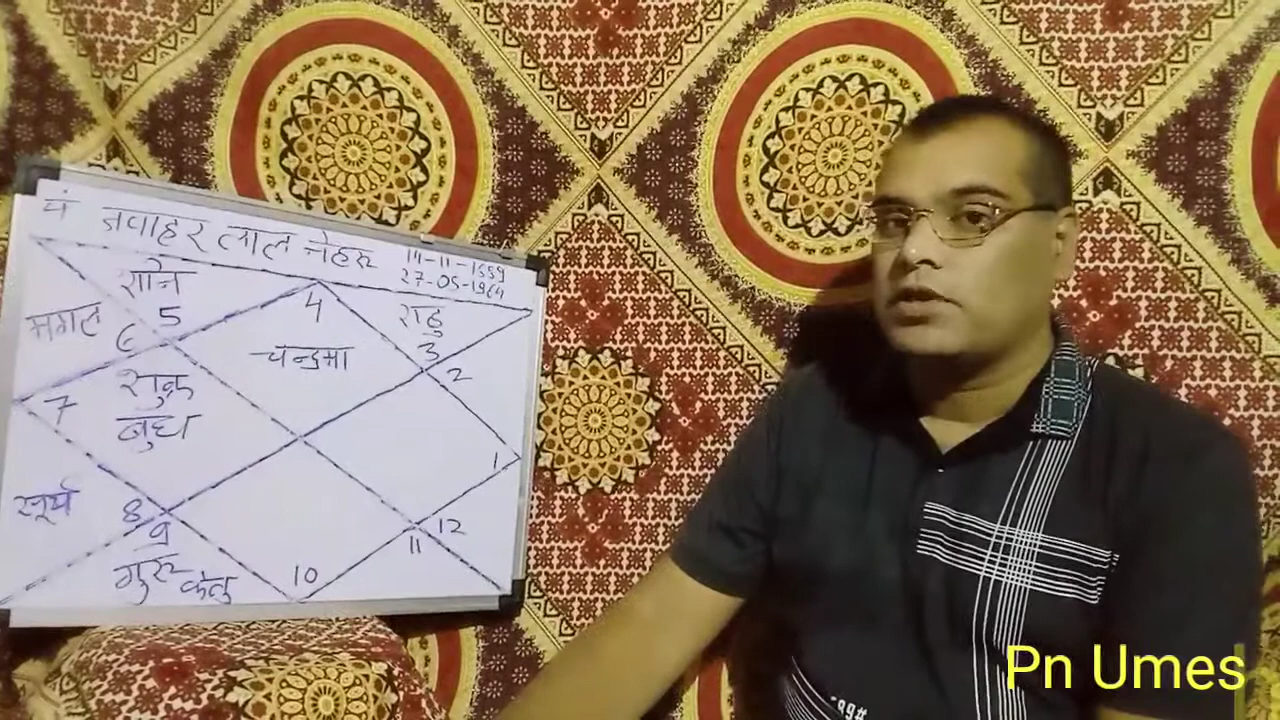 पं जवाहर लाल नेहरू
14-11-1889
27-05-1964
शनि
5
4
राहु
3
मंगल
6
चन्द्रमा
2
शुक्र
7
बुध
1
सूर्य
8
12
9
11
गुरू केतु
10
Pn Umes